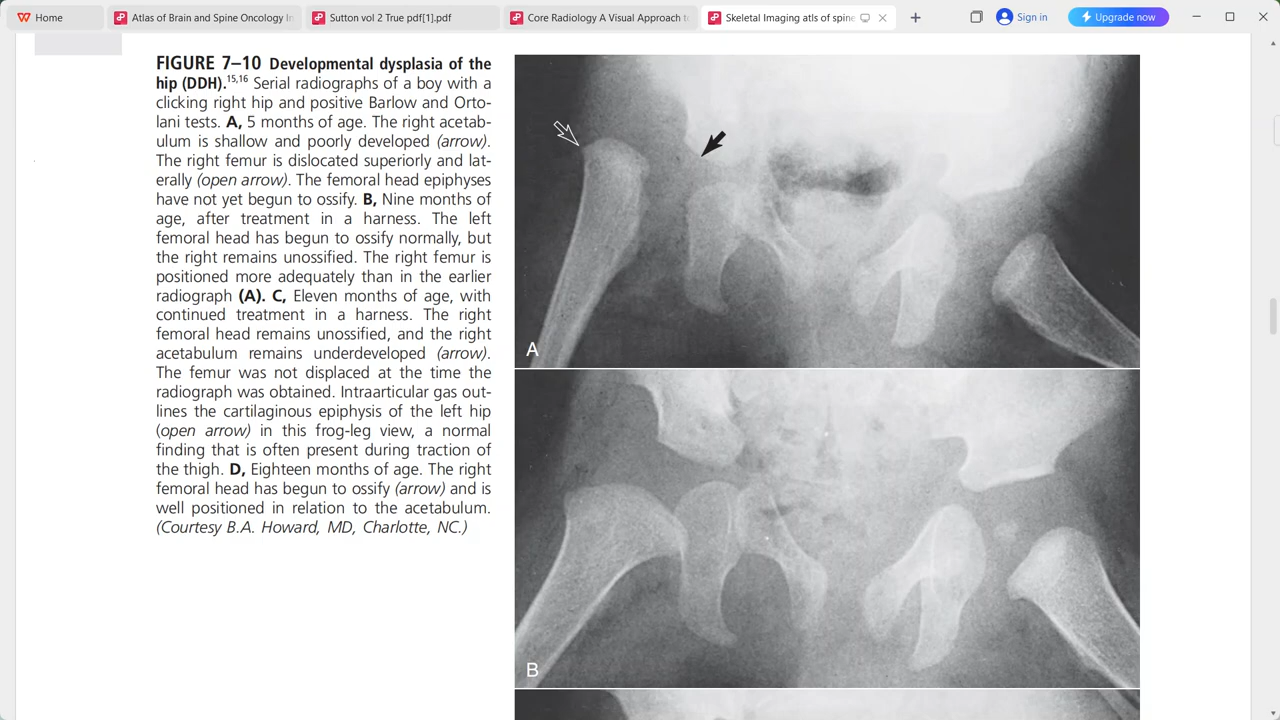 Home
Atlas of Brain and Spine Oncology I
Sutton vol 2 True pdf[1].pdf
Core Radiology A Visual Approach to
Skeletal Imaging atls of spine
Sign in
Upgrade now
FIGURE 7–10 Developmental dysplasia of the
hip (DDH).15,16 Serial radiographs of a boy with a
clicking right hip and positive Barlow and Orto-
lani tests. A, 5 months of age. The right acetab-
ulum is shallow and poorly developed (arrow).
The right femur is dislocated superiorly and lat-
erally (open arrow). The femoral head epiphyses
have not yet begun to ossify. B, Nine months of
age, after treatment in a harness. The left
femoral head has begun to ossify normally, but
the right remains unossified. The right femur is
positioned more adequately than in the earlier
radiograph (A). C, Eleven months of age, with
continued treatment in a harness. The right
femoral head remains unossified, and the right
acetabulum remains underdeveloped (arrow).
The femur was not displaced at the time the
radiograph was obtained. Intraarticular gas out-
lines the cartilaginous epiphysis of the left hip
(open arrow) in this frog-leg view, a normal
finding that is often present during traction of
the thigh. D, Eighteen months of age. The right
femoral head has begun to ossify (arrow) and is
well positioned in relation to the acetabulum.
(Courtesy B.A. Howard, MD, Charlotte, NC.)
A
B